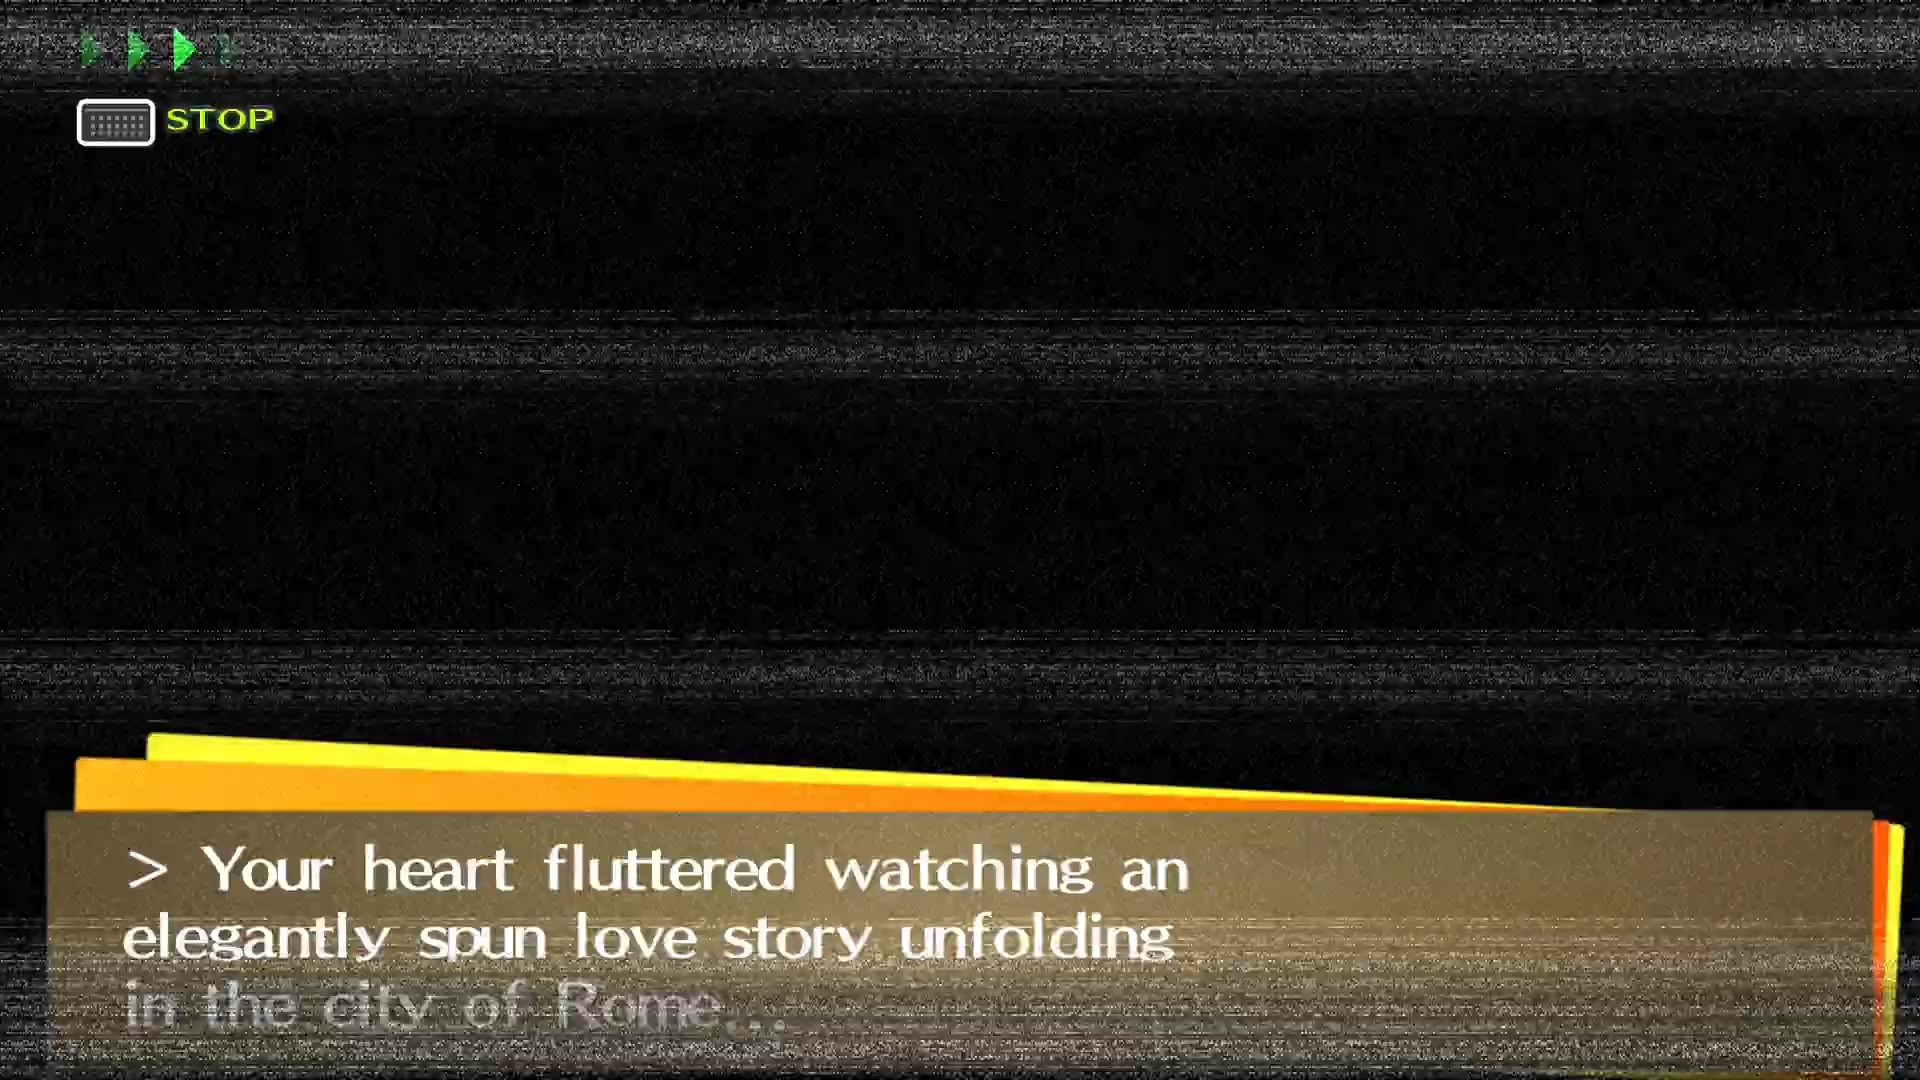 STOP
> Your heart fluttered watching an
elegantly spun love story unfolding
in the city of Rome...